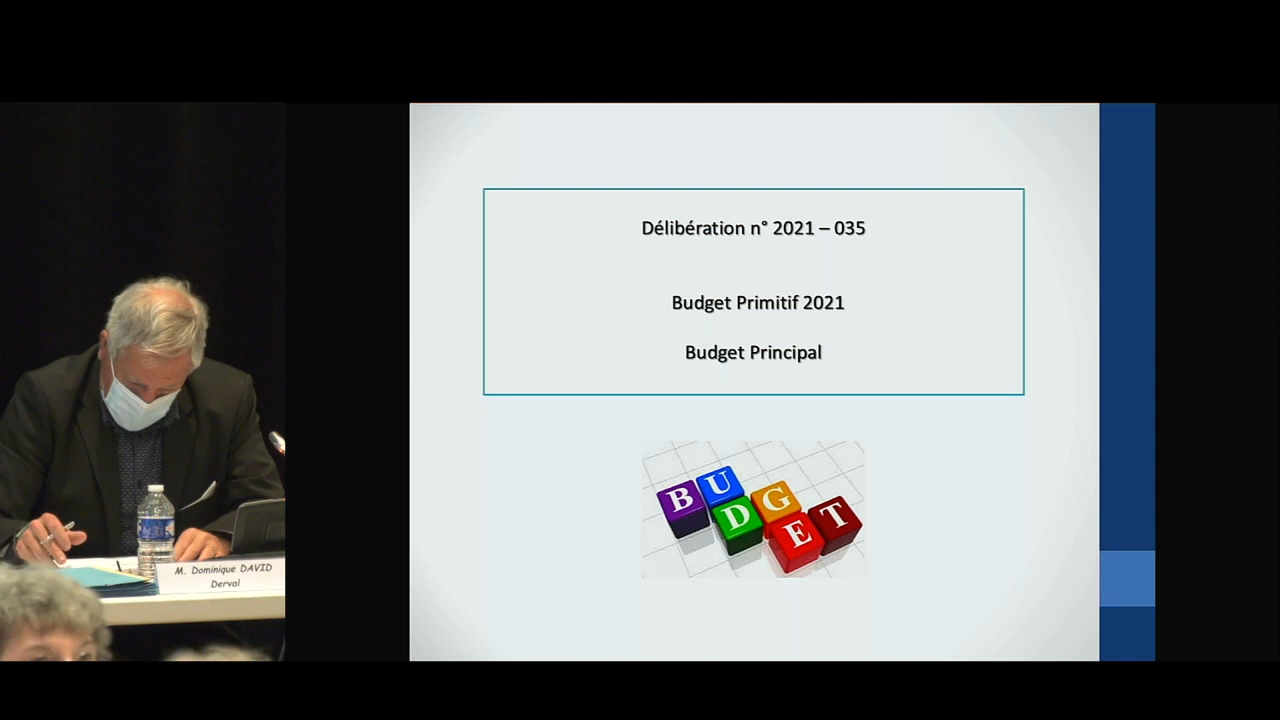 Délibération n° 2021 – 035
Budget Primitif 2021
Budget Principal
BUDGET
M. Dominique DAVID
Derval